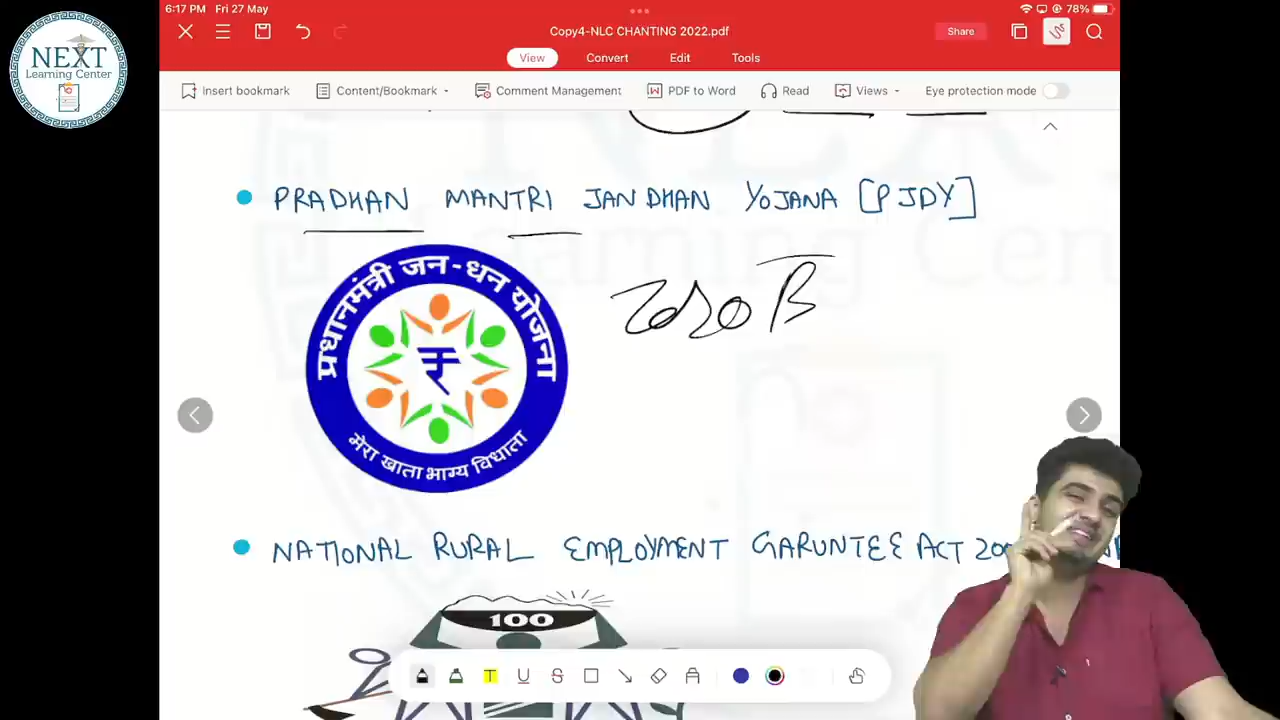 6:17 PM Fri 27 May
78%
NEXT
Learning Center
Copy4-NLC CHANTING 2022.pdf
Share
View
Convert
Edit
Tools
Insert bookmark
Content/Bookmark
Comment Management
PDF to Word
Read
Views
Eye protection mode
PRADHAN MANTRI JAN DHAN YOJANA [PJDY]
प्रधानमंत्री जन-धन योजना
मेरा खाता भाग्य विधाता
Zero B
NATIONAL RURAL EMPLOYMENT GARUNTEE ACT
100
T
U
S
A